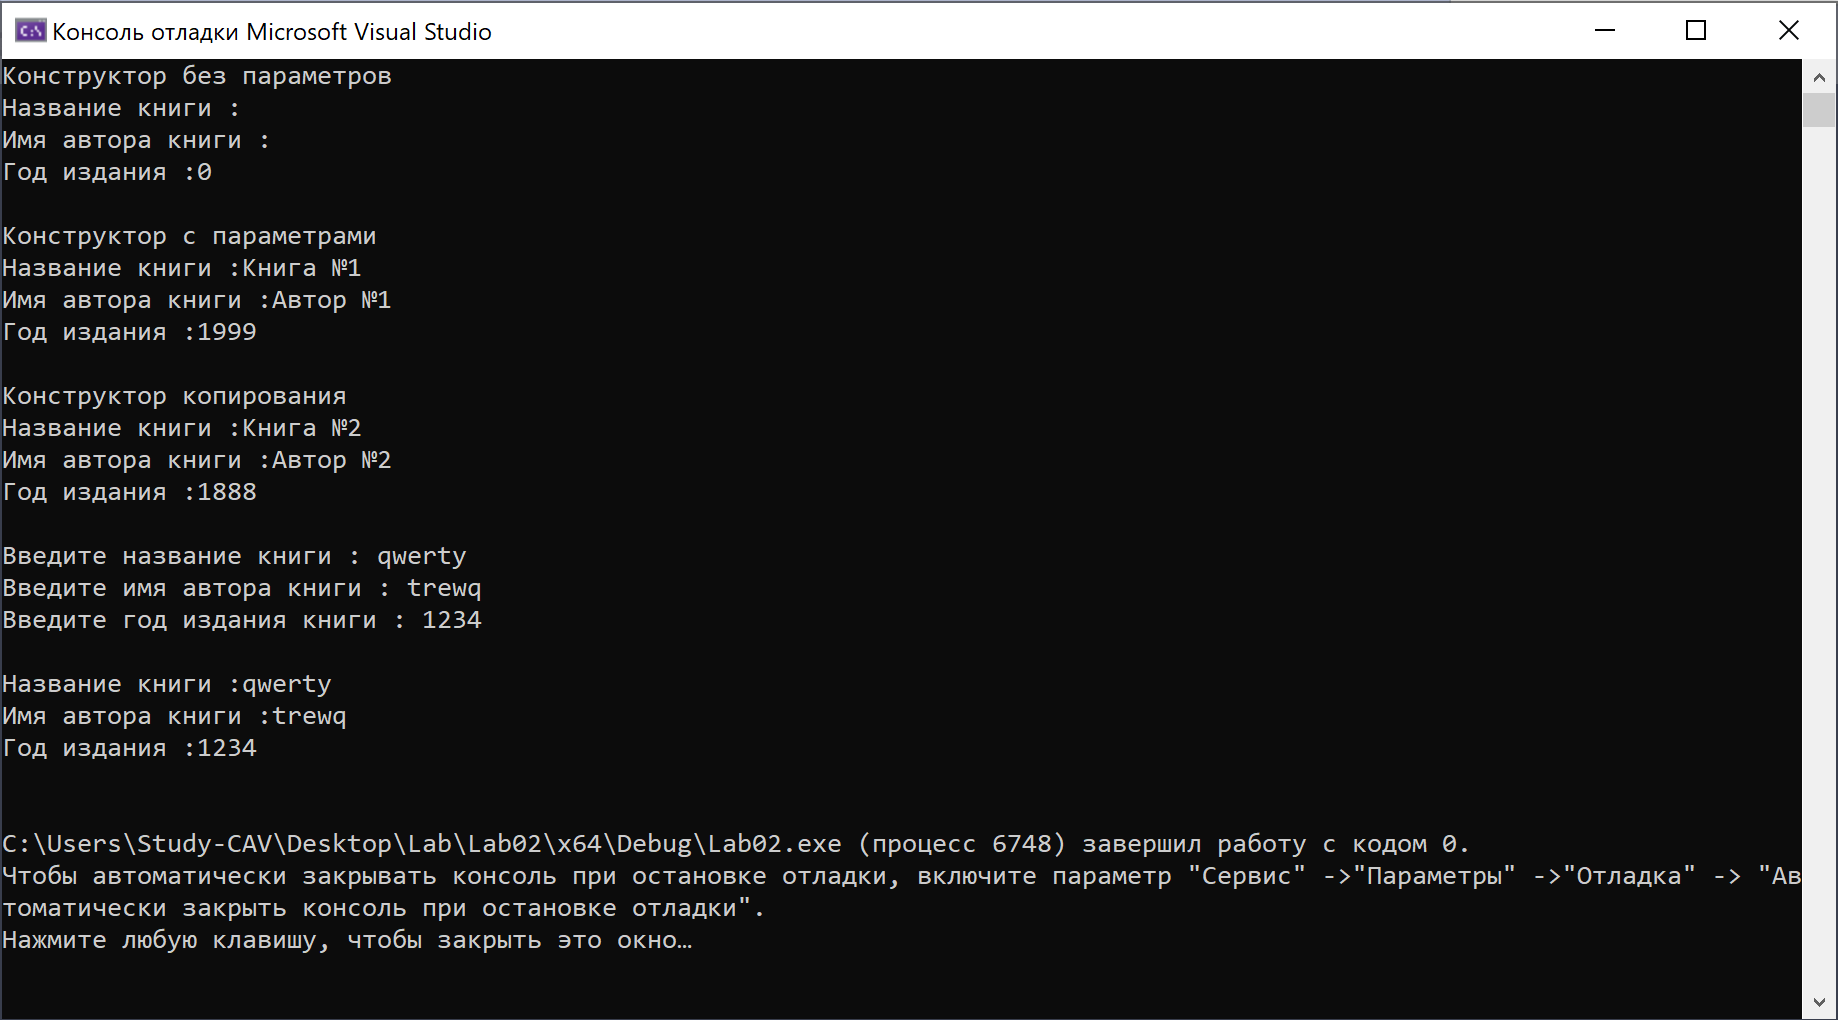 Консоль отладки Microsoft Visual Studio
Конструктор без параметров
Название книги :
Имя автора книги :
Год издания :0
Конструктор с параметрами
Название книги :Книга №1
Имя автора книги :Автор №1
Год издания :1999
Конструктор копирования
Название книги :Книга №2
Имя автора книги :Автор №2
Год издания :1888
Введите название книги : qwerty
Введите имя автора книги : trewq
Введите год издания книги : 1234
Название книги :qwerty
Имя автора книги :trewq
Год издания :1234
C:\Users\Study-CAV\Desktop\Lab\Lab02\x64\Debug\Lab02.exe (процесс 6748) завершил работу с кодом 0.
Чтобы автоматически закрывать консоль при остановке отладки, включите параметр "Сервис" ->"Параметры" ->"Отладка" -> "Ав
томатически закрыть консоль при остановке отладки".
Нажмите любую клавишу, чтобы закрыть это окно…